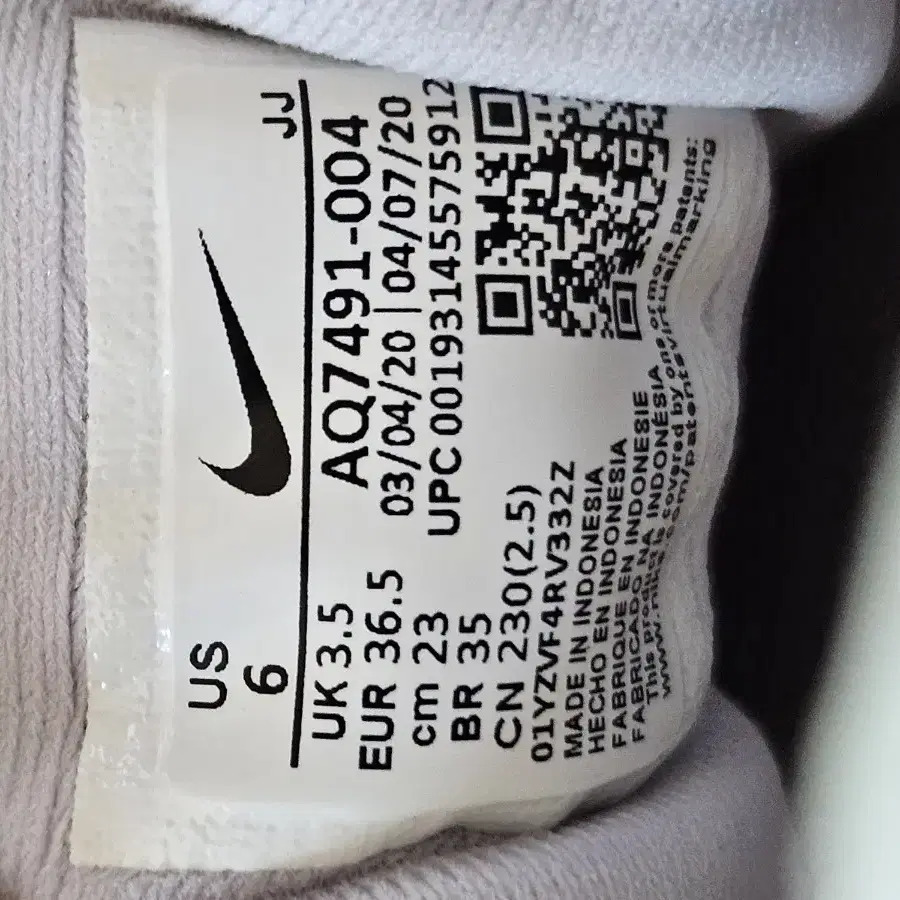 US
6
JJ
UK 3.5
AQ7491-004
EUR 36.5
03/04/20 | 04/07/20
cm 23
UPC 00193145575912
BR 35
CN 230(2.5)
01YZVF4RV332Z
MADE IN INDONESIA
HECHO EN INDONESIA
FABRIQUE EN INDONESIE
FABRICADO NA INDONÉSIA
This product is covered by one or more patents:
www.nike.com/patentsvirtualmarking